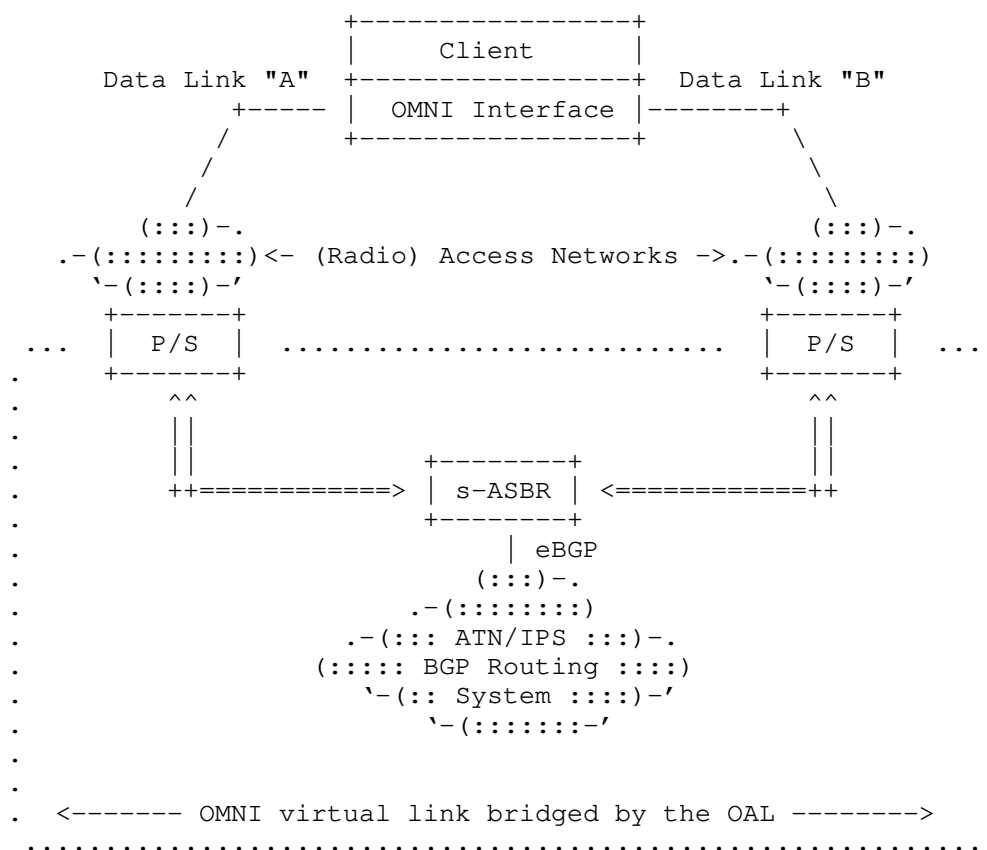 Client
Data Link "A" Data Link "B"
OMNI Interface
<- (Radio) Access Networks ->
P/S P/S
s-ASBR
eBGP
ATN/IPS
BGP Routing
System
<------- OMNI virtual link bridged by the OAL -------->